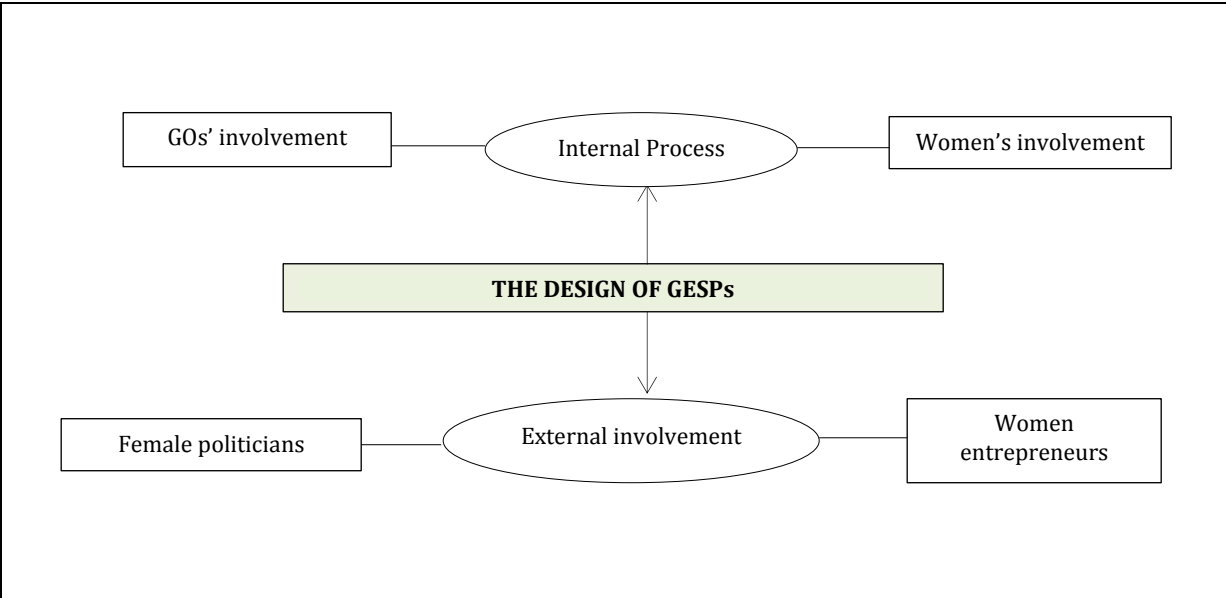 GOs’ involvement
Internal Process
Women’s involvement
THE DESIGN OF GESPs
Female politicians
External involvement
Women
entrepreneurs